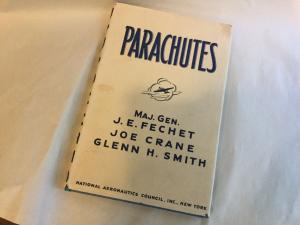 PARACHUTES
MAJ. GEN.
J. E. FECHET
JOE CRANE
GLENN H. SMITH
NATIONAL AERONAUTICS COUNCIL, INC., NEW YORK